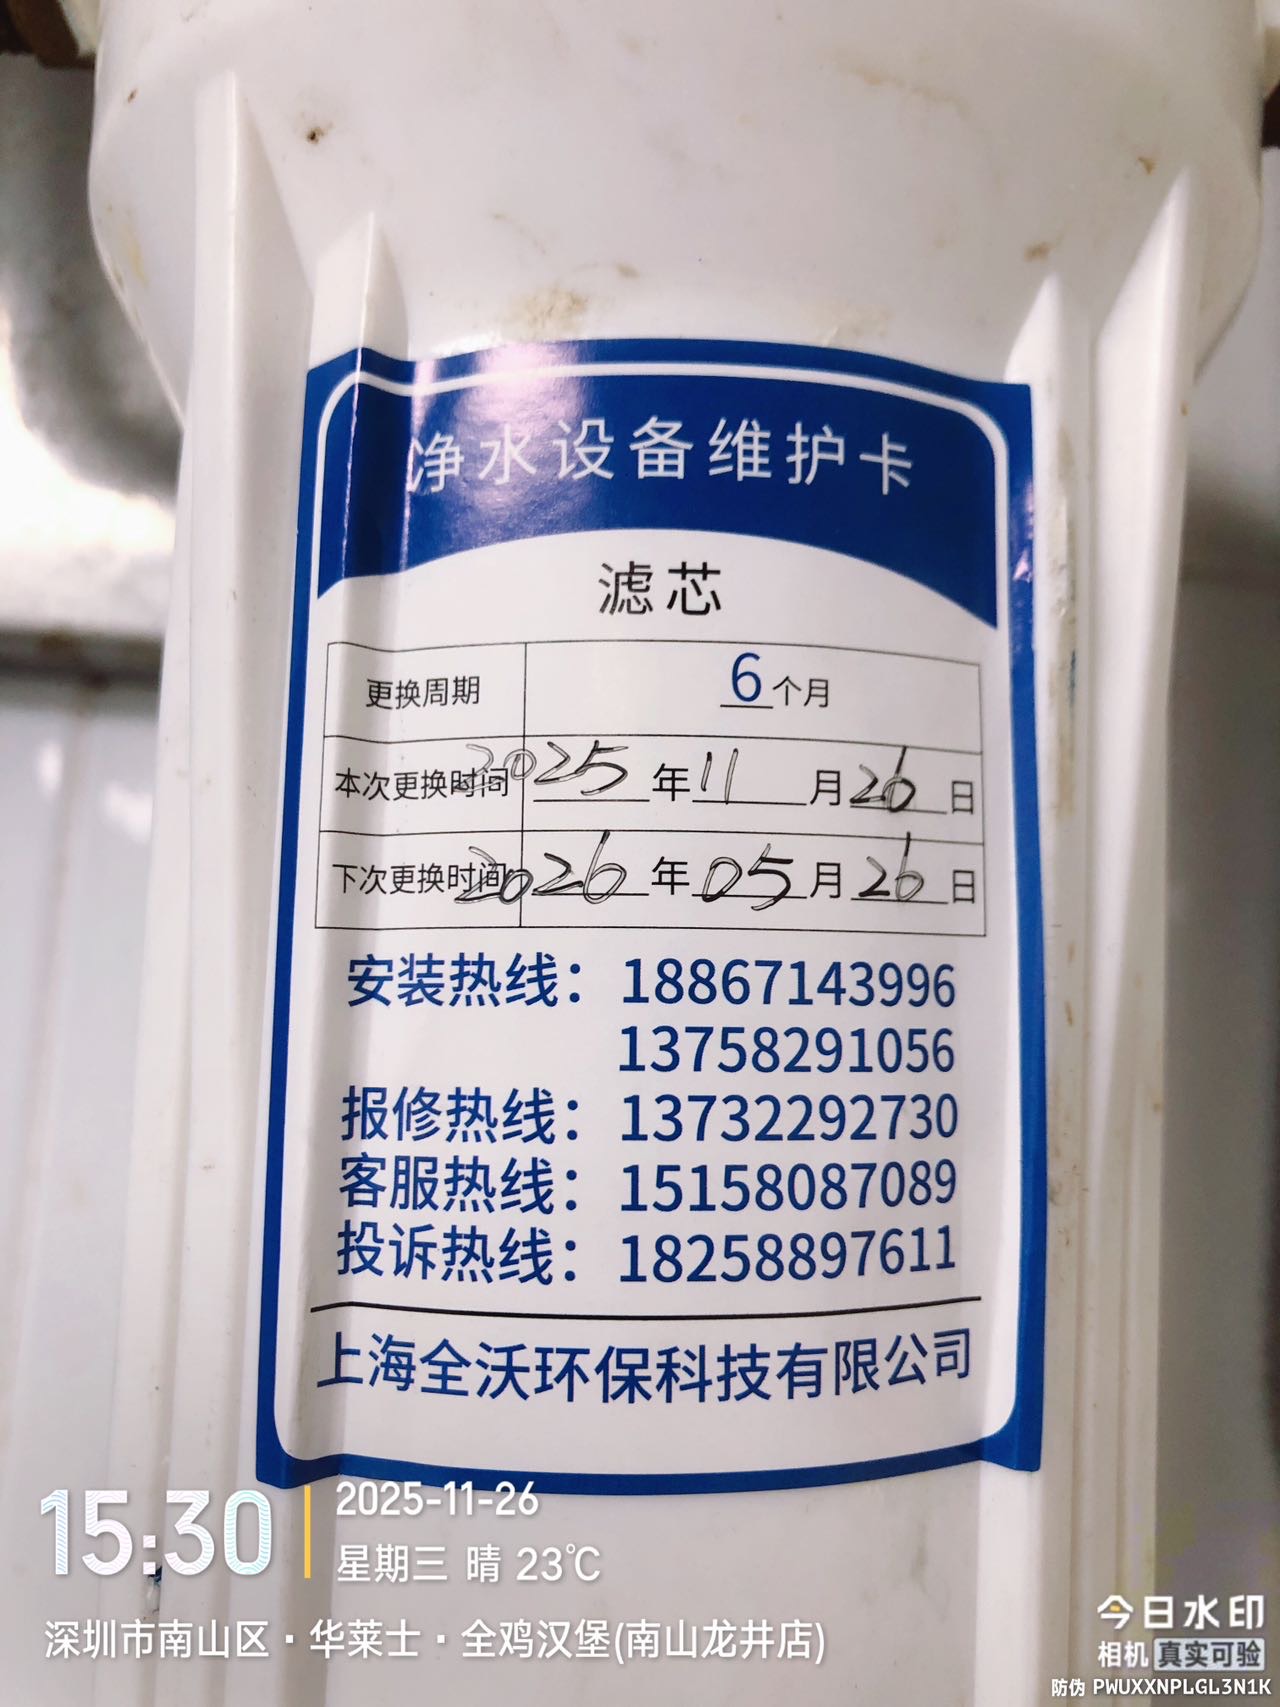 净水设备维护卡
滤芯
更换周期 6个月
本次更换时间 2025年11月26日
下次更换时间 2026年05月26日
安装热线：18867143996
13758291056
报修热线：13732292730
客服热线：15158087089
投诉热线：18258897611
上海全沃环保科技有限公司
15:30
2025-11-26
星期三 晴 23℃
深圳市南山区·华莱士·全鸡汉堡(南山龙井店)
今日水印
相机 真实可验
防伪 PWUXXNPLGL3N1K